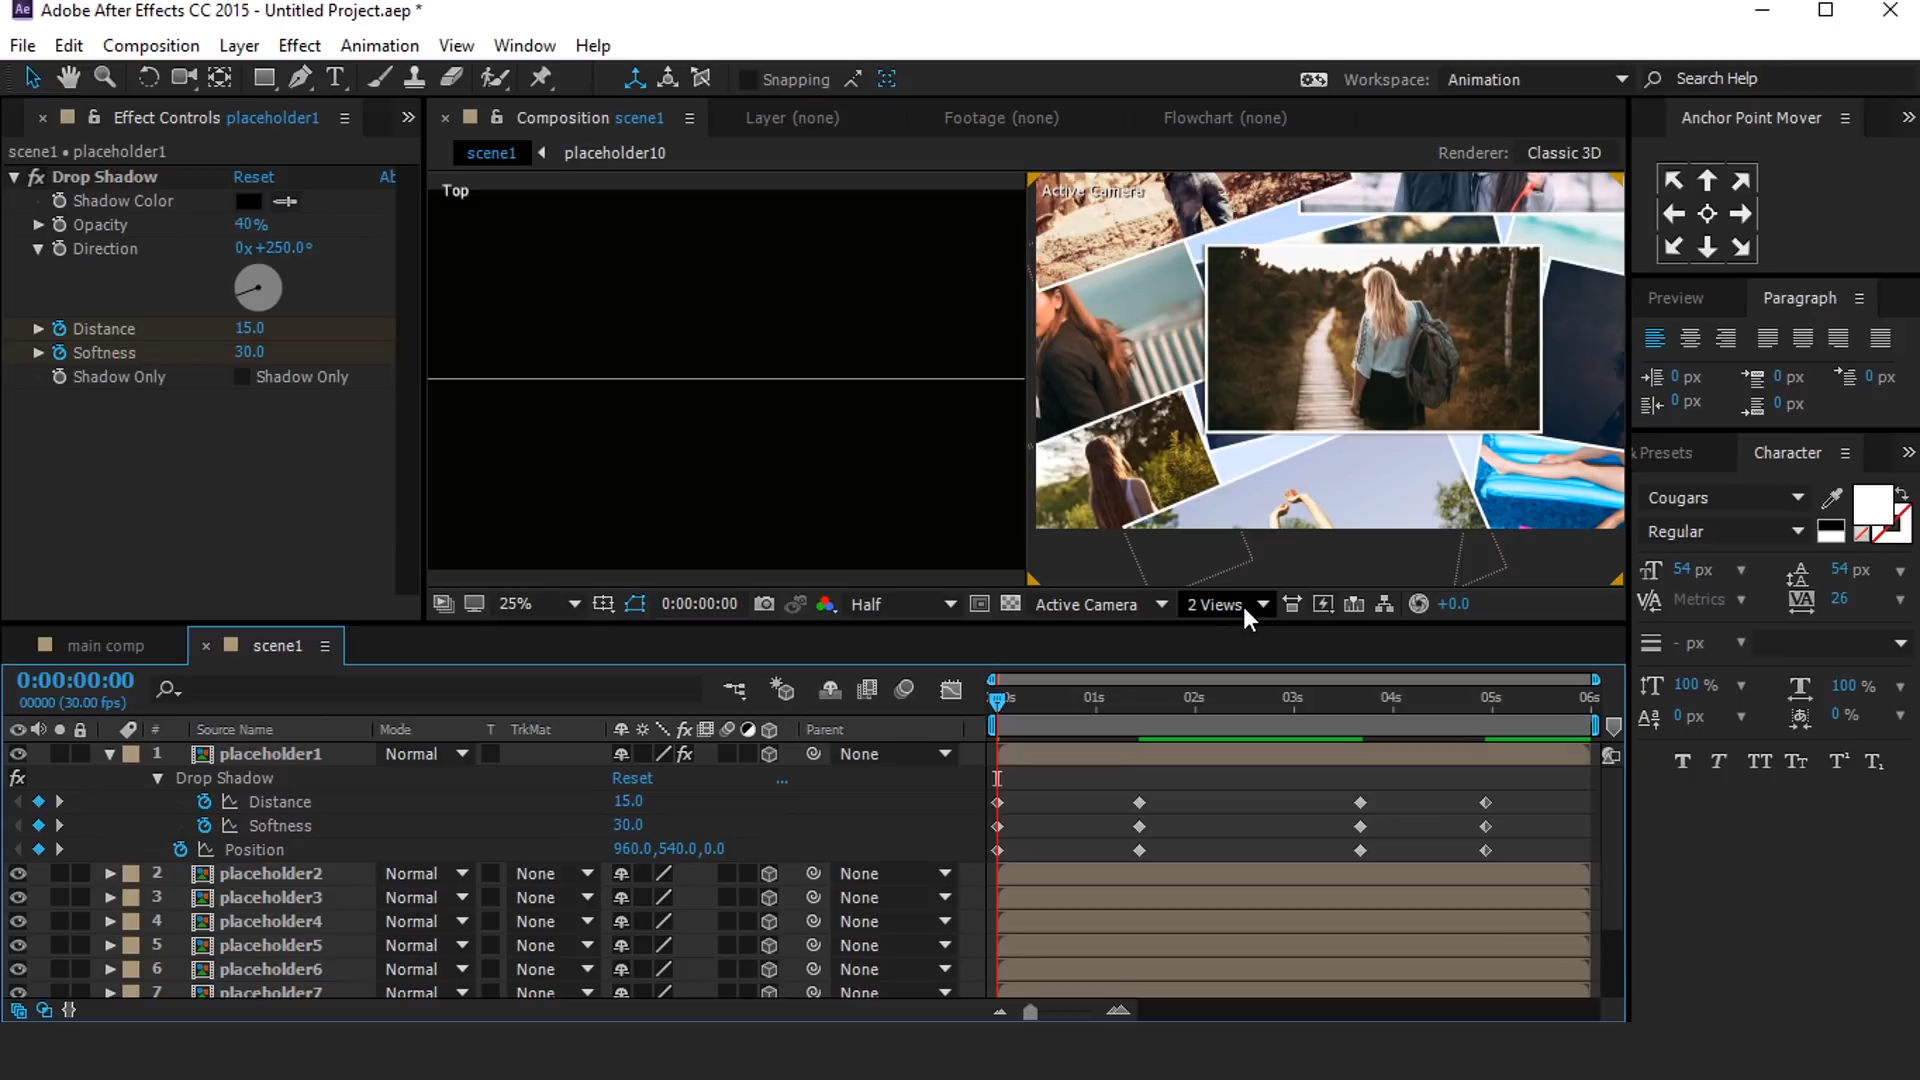 Adobe After Effects CC 2015 - Untitled Project.aep *
File Edit Composition Layer Effect Animation View Window Help
Snapping Workspace: Animation Search Help
Effect Controls placeholder1
scene1 • placeholder1
Drop Shadow Reset Ab
Shadow Color
Opacity 40%
Direction 0x+250.0°
Distance 15.0
Softness 30.0
Shadow Only Shadow Only
Composition scene1 Layer (none) Footage (none) Flowchart (none)
scene1 placeholder10 Renderer: Classic 3D
Top
Active Camera
25% 0:00:00:00 Half Active Camera 2 Views +0.0
Anchor Point Mover
Preview Paragraph
0 px 0 px 0 px
0 px 0 px
& Presets Character
Cougars
Regular
54 px 54 px
Metrics 26
- px
100 % 100 %
0 px 0 %
T T TT Tт T¹ T₁
main comp scene1
0:00:00:00
00000 (30.00 fps)
0s 01s 02s 03s 04s 05s 06s
# Source Name Mode T TrkMat Parent
1 placeholder1 Normal None
Drop Shadow Reset ...
Distance 15.0
Softness 30.0
Position 960.0,540.0,0.0
2 placeholder2 Normal None None
3 placeholder3 Normal None None
4 placeholder4 Normal None None
5 placeholder5 Normal None None
6 placeholder6 Normal None None
7 placeholder7 Normal None None